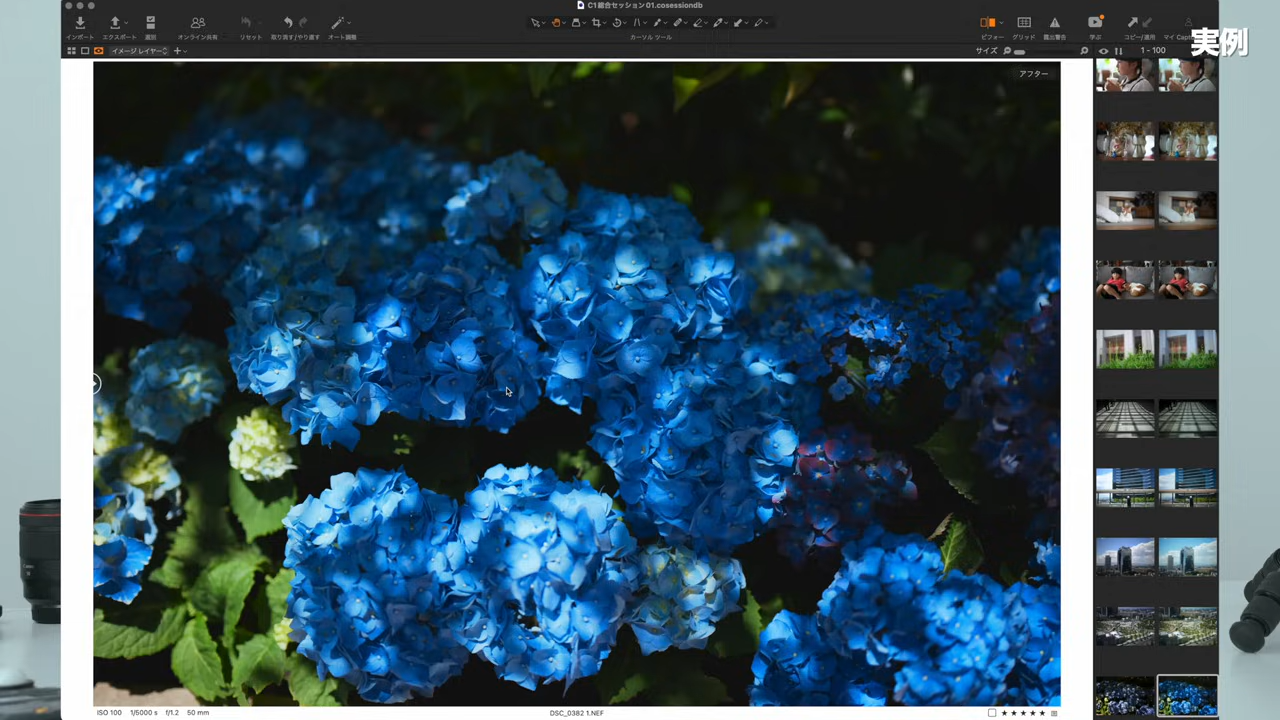 C1総合セッション01.cosessiondb
実例
インポート エクスポート 選別 オンライン共有 リセット 取り消す/やり直す オート調整 カーソル ツール ビフォー グリッド 露出警告 学ぶ コピー/適用
イメージ レイヤー サイズ 1 - 100
アフター
ISO 100 1/5000 s f/1.2 50 mm DSC_0382 1.NEF